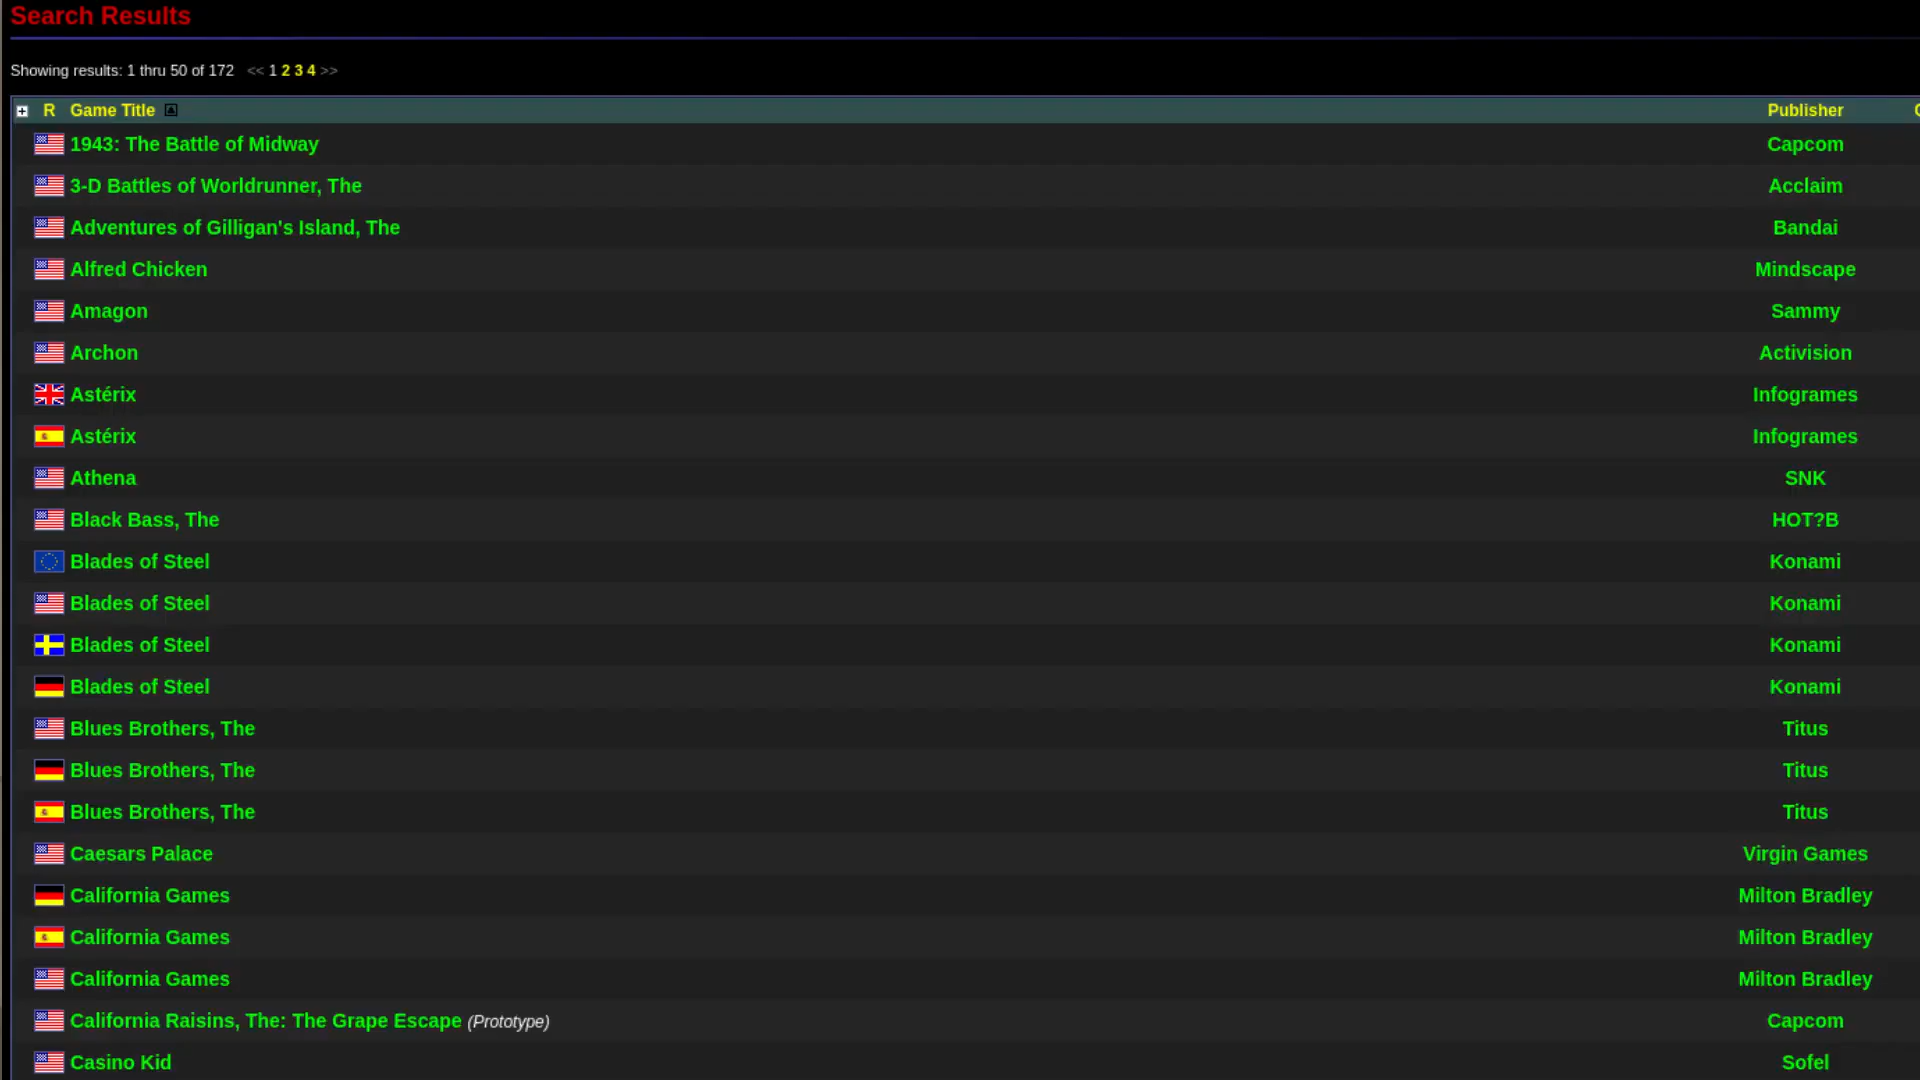 Search Results
Showing results: 1 thru 50 of 172 << 1 2 3 4 >>
R Game Title Publisher
1943: The Battle of Midway Capcom
3-D Battles of Worldrunner, The Acclaim
Adventures of Gilligan's Island, The Bandai
Alfred Chicken Mindscape
Amagon Sammy
Archon Activision
Astérix Infogrames
Astérix Infogrames
Athena SNK
Black Bass, The HOT?B
Blades of Steel Konami
Blades of Steel Konami
Blades of Steel Konami
Blades of Steel Konami
Blues Brothers, The Titus
Blues Brothers, The Titus
Blues Brothers, The Titus
Caesars Palace Virgin Games
California Games Milton Bradley
California Games Milton Bradley
California Games Milton Bradley
California Raisins, The: The Grape Escape (Prototype) Capcom
Casino Kid Sofel